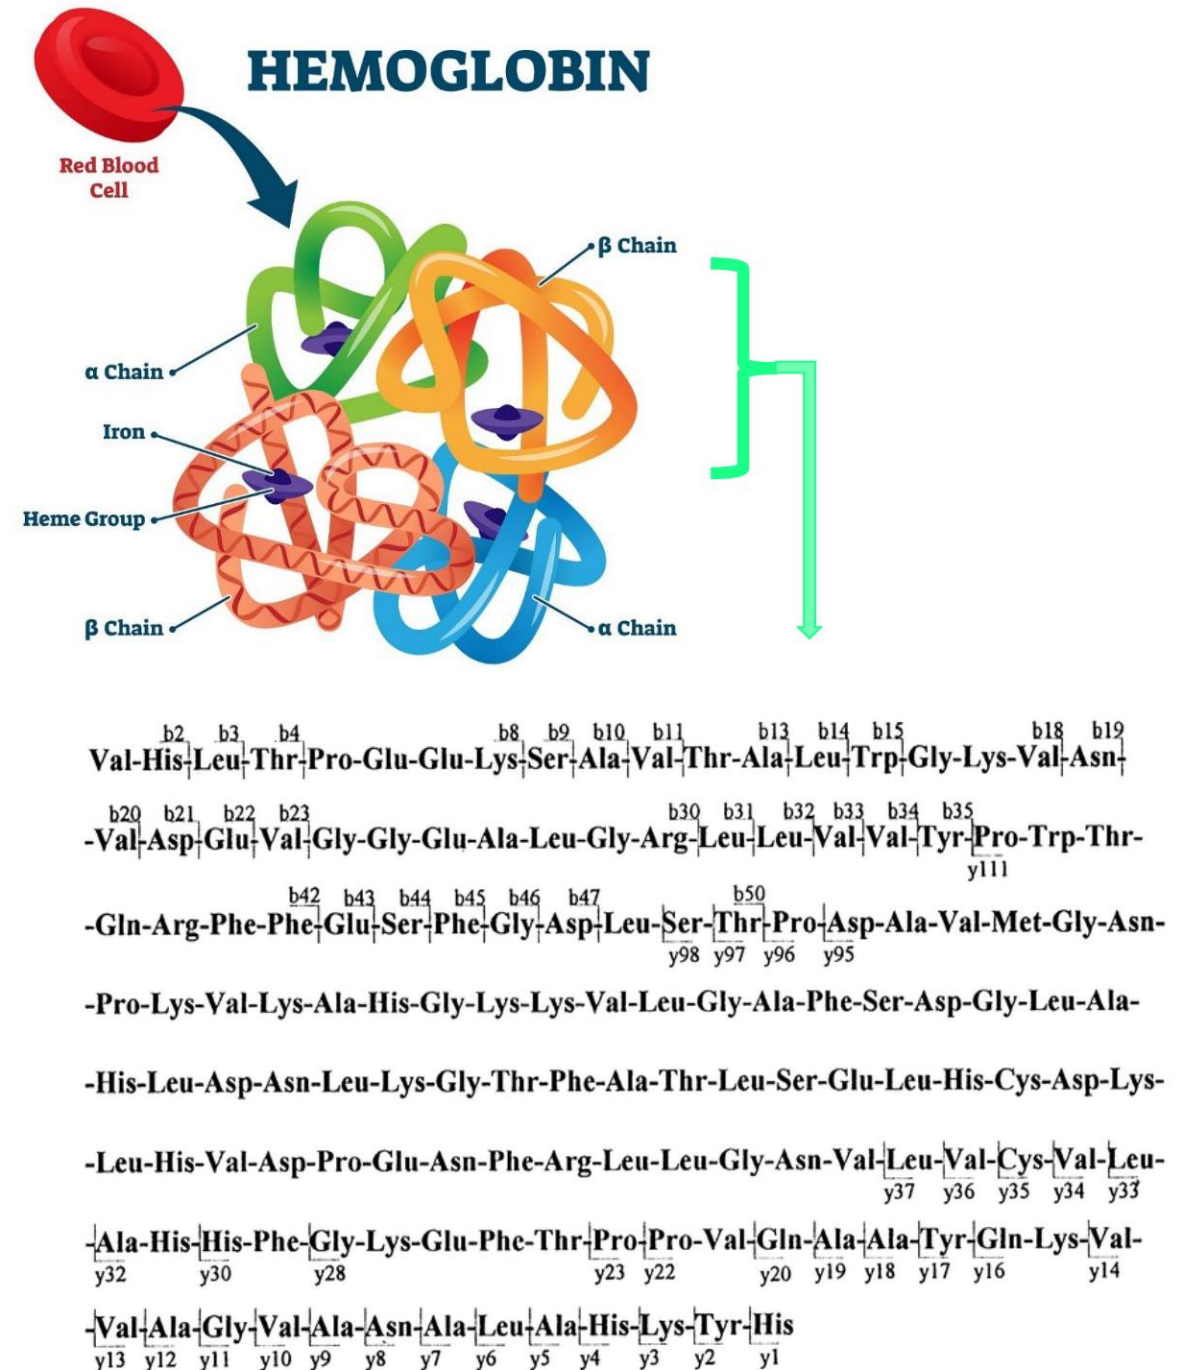 HEMOGLOBIN
Red Blood
Cell
β Chain
α Chain
Iron
Heme Group
β Chain
α Chain
b2 b3 b4 b8 b9 b10 b11 b13 b14 b15 b18 b19
Val-His-Leu-Thr-Pro-Glu-Glu-Lys-Ser-Ala-Val-Thr-Ala-Leu-Trp-Gly-Lys-Val-Asn-
b20 b21 b22 b23 b30 b31 b32 b33 b34 b35
-Val-Asp-Glu-Val-Gly-Gly-Glu-Ala-Leu-Gly-Arg-Leu-Leu-Val-Val-Tyr-Pro-Trp-Thr-
y111
b42 b43 b44 b45 b46 b47 b50
-Gln-Arg-Phe-Phe-Glu-Ser-Phe-Gly-Asp-Leu-Ser-Thr-Pro-Asp-Ala-Val-Met-Gly-Asn-
y98 y97 y96 y95
-Pro-Lys-Val-Lys-Ala-His-Gly-Lys-Lys-Val-Leu-Gly-Ala-Phe-Ser-Asp-Gly-Leu-Ala-
-His-Leu-Asp-Asn-Leu-Lys-Gly-Thr-Phe-Ala-Thr-Leu-Ser-Glu-Leu-His-Cys-Asp-Lys-
-Leu-His-Val-Asp-Pro-Glu-Asn-Phe-Arg-Leu-Leu-Gly-Asn-Val-Leu-Val-Cys-Val-Leu-
y37 y36 y35 y34 y33
-Ala-His-His-Phe-Gly-Lys-Glu-Phe-Thr-Pro-Pro-Val-Gln-Ala-Ala-Tyr-Gln-Lys-Val-
y32 y30 y28 y23 y22 y20 y19 y18 y17 y16 y14
-Val-Ala-Gly-Val-Ala-Asn-Ala-Leu-Ala-His-Lys-Tyr-His
y13 y12 y11 y10 y9 y8 y7 y6 y5 y4 y3 y2 y1